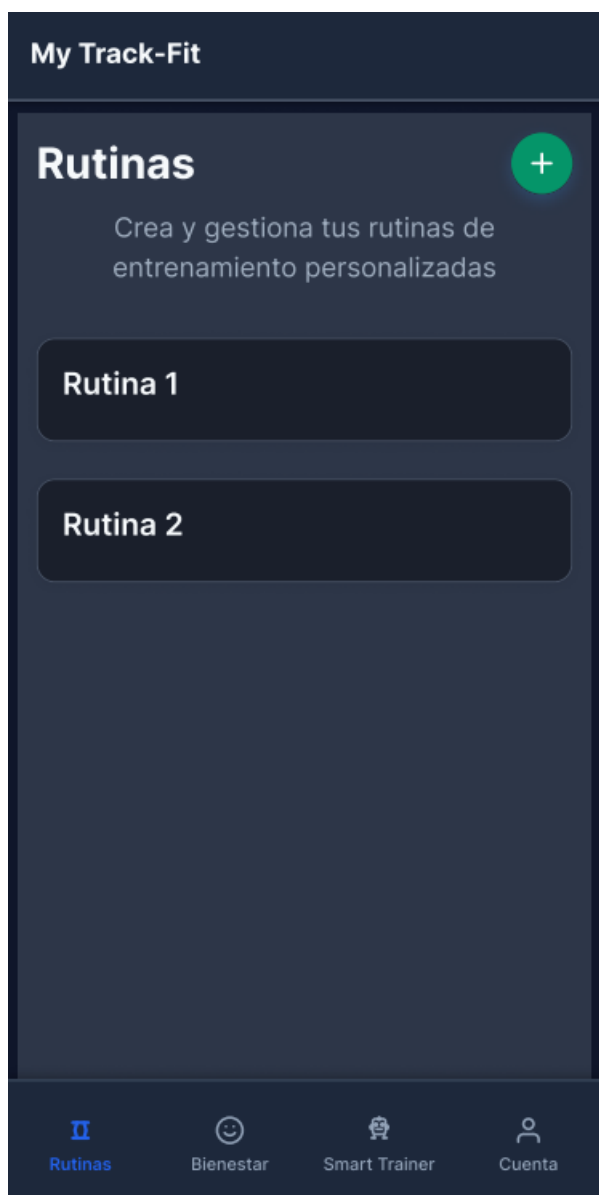 My Track-Fit
Rutinas
Crea y gestiona tus rutinas de
entrenamiento personalizadas
Rutina 1
Rutina 2
Rutinas
Bienestar
Smart Trainer
Cuenta